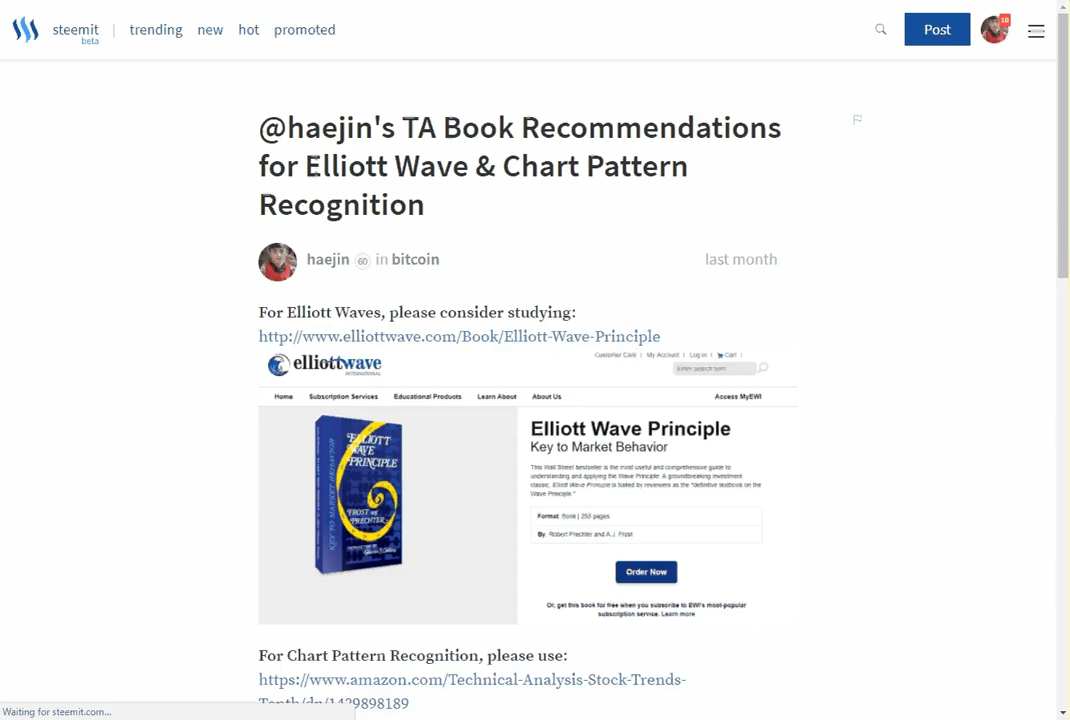 steemit
beta
trending
new
hot
promoted
Post
10
@haejin's TA Book Recommendations
for Elliott Wave & Chart Pattern
Recognition
haejin 60 in bitcoin
last month
For Elliott Waves, please consider studying:
http://www.elliottwave.com/Book/Elliott-Wave-Principle
elliottwave
INTERNATIONAL
Customer Care | My Account | Log In | Cart |
Enter search term
Home
Subscription Services
Educational Products
Learn About
About Us
Access MyEWI
ELLIOTT
WAVE
PRINCIPLE
KEY TO MARKET BEHAVIOR
FROST AND
PRECHTER
Elliott Wave Principle
Key to Market Behavior
This Wall Street bestseller is the most useful and comprehensive guide to
understanding and applying the Wave Principle. A groundbreaking investment
classic, Elliott Wave Principle is hailed by reviewers as the "definitive textbook on the
Wave Principle."
Format: Book | 250 pages
By: Robert Prechter and A.J. Frost
Order Now
Or, get this book for free when you subscribe to EWI's most-popular
subscription service. Learn more
For Chart Pattern Recognition, please use:
https://www.amazon.com/Technical-Analysis-Stock-Trends-
Tenth/dp/1439898189
Waiting for steemit.com...